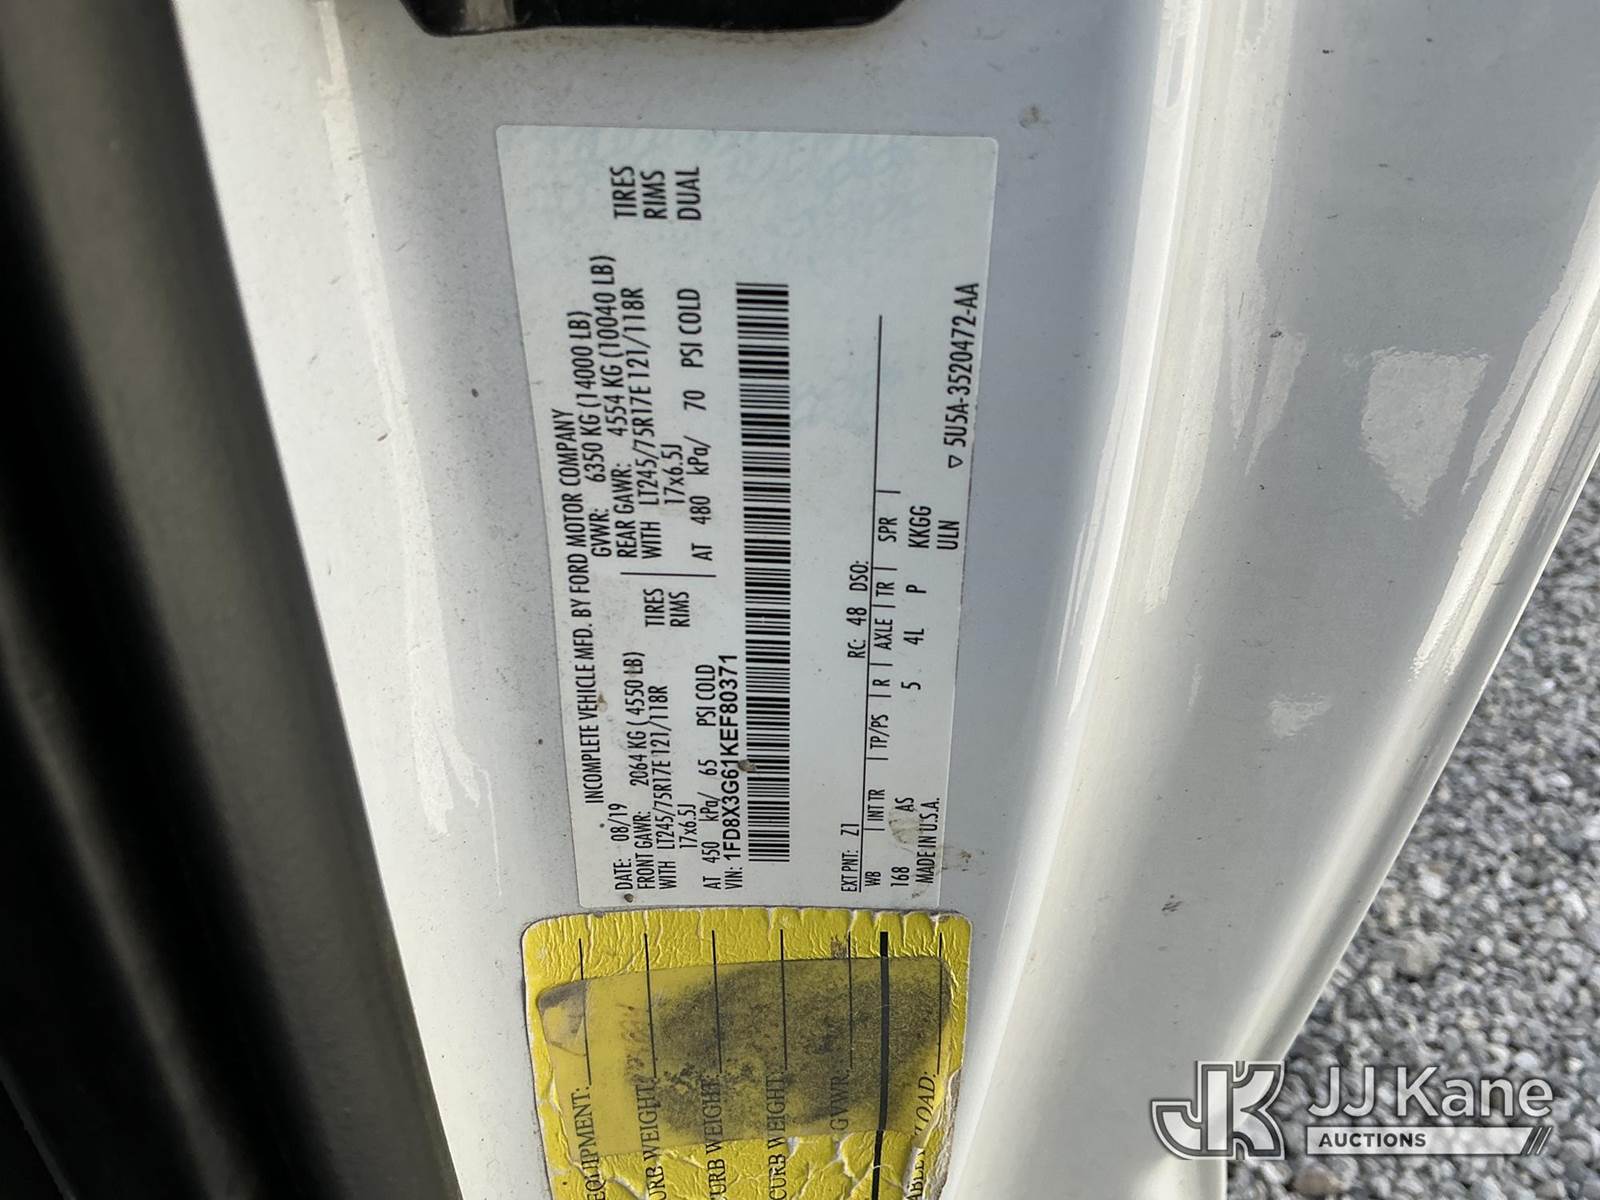 INCOMPLETE VEHICLE MFD. BY FORD MOTOR COMPANY
DATE: 08/19 GVWR: 6350 KG (14000 LB)
FRONT GAWR: 2064 KG ( 4550 LB) REAR GAWR: 4554 KG (10040 LB)
WITH LT245/75R17E 121/118R TIRES WITH LT245/75R17E 121/118R TIRES
17x6.5J RIMS 17x6.5J RIMS
AT 450 kPa/ 65 PSI COLD AT 480 kPa/ 70 PSI COLD DUAL
VIN: 1FD8X3G61KEF80371
EXT PNT: Z1 RC: 48 DSO:
WB INT TR TP/PS R AXLE TR SPR
168 AS 5 4L P KKGG
MADE IN U.S.A. ULN
▽ 5U5A-3520472-AA
EQUIPMENT:
CURB WEIGHT:
CURB WEIGHT:
GVWR:
LOAD:
JK JJ Kane
AUCTIONS